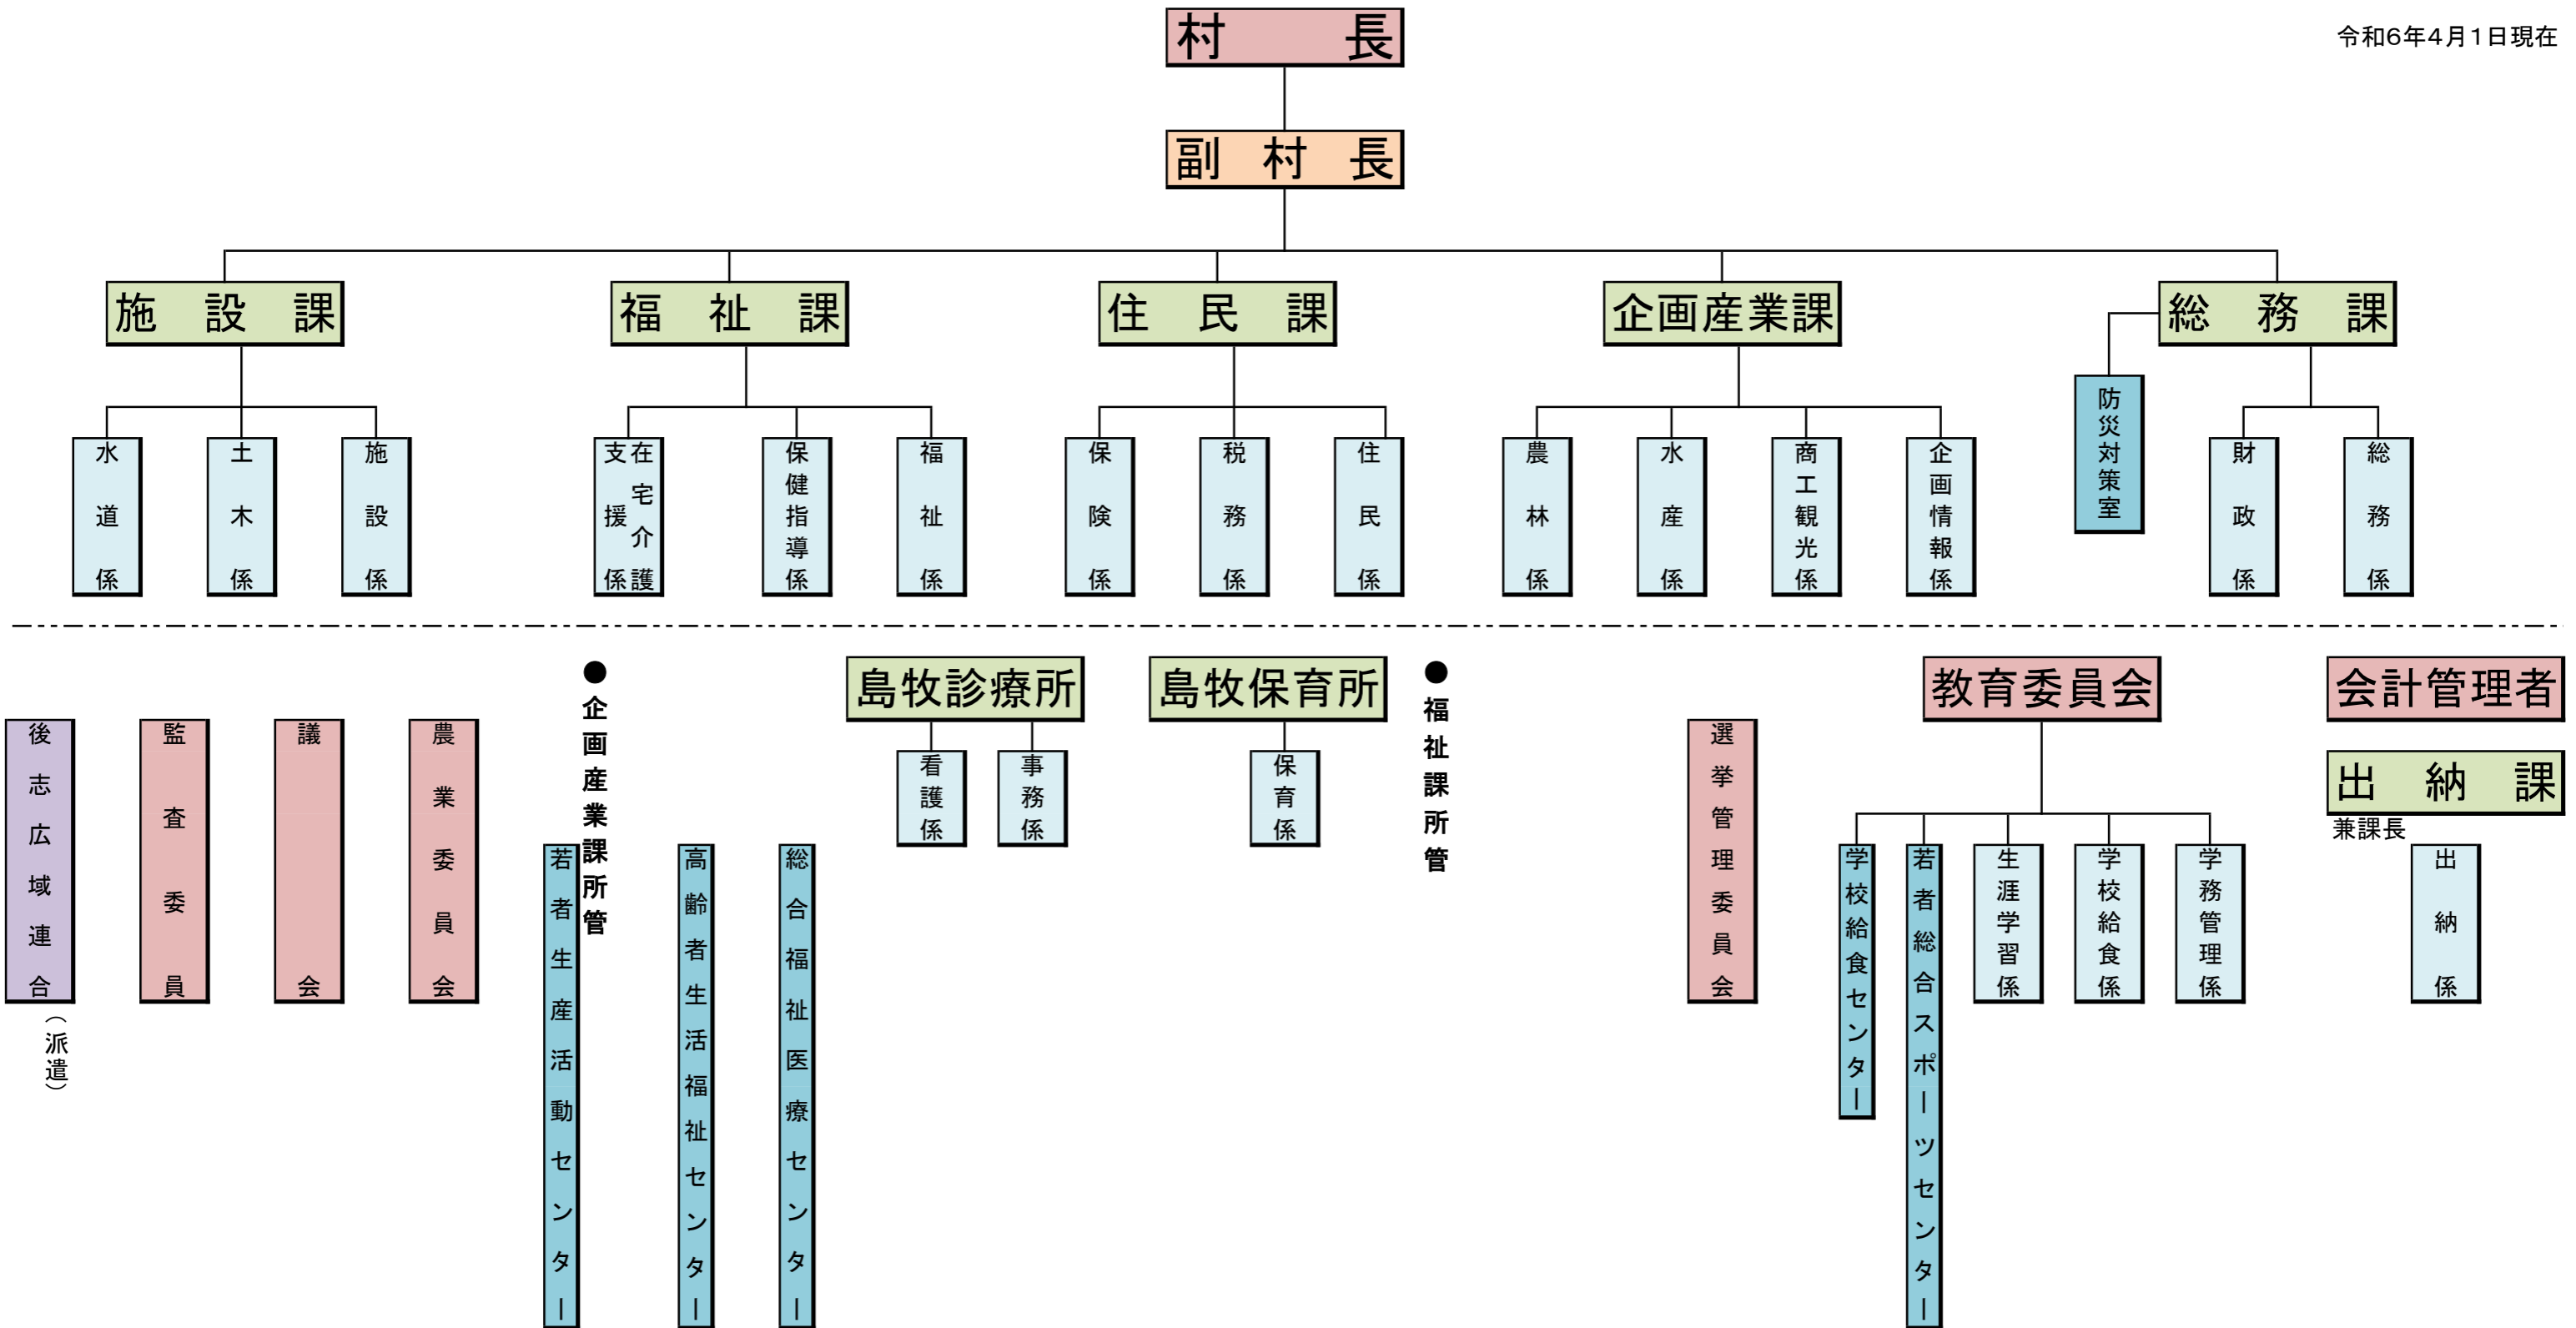 令和6年4月1日現在
村長
副村長
施設課
福祉課
住民課
企画産業課
総務課
防災対策室
水道係
土木係
施設係
在宅介護
支援係
保健指導係
福祉係
保険係
税務係
住民係
農林係
水産係
商工観光係
企画情報係
財政係
総務係
後志広域連合
（派遣）
監査委員
議会
農業委員会
●企画産業課所管
若者生産活動センター
高齢者生活福祉センター
総合福祉医療センター
島牧診療所
看護係
事務係
島牧保育所
保育係
●福祉課所管
選挙管理委員会
教育委員会
学校給食センター
若者総合スポーツセンター
生涯学習係
学校給食係
学務管理係
会計管理者
出納課
兼課長
出納係